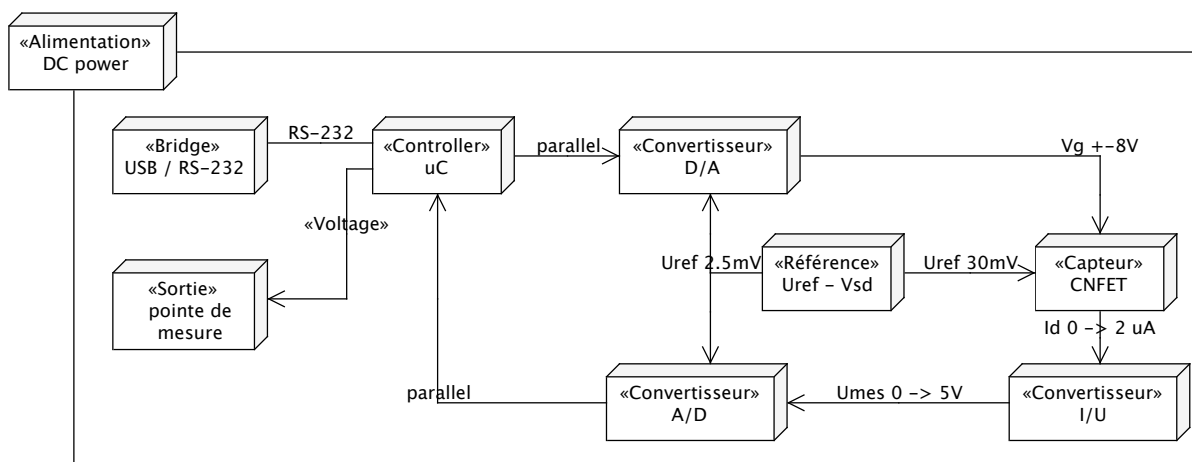 «Alimentation»
DC power
«Bridge»
USB / RS-232
RS-232
«Controller»
uC
parallel
«Convertisseur»
D/A
Vg +-8V
«Voltage»
Uref 2.5mV
«Référence»
Uref - Vsd
Uref 30mV
«Capteur»
CNFET
«Sortie»
pointe de
mesure
Id 0 -> 2 uA
parallel
«Convertisseur»
A/D
Umes 0 -> 5V
«Convertisseur»
I/U